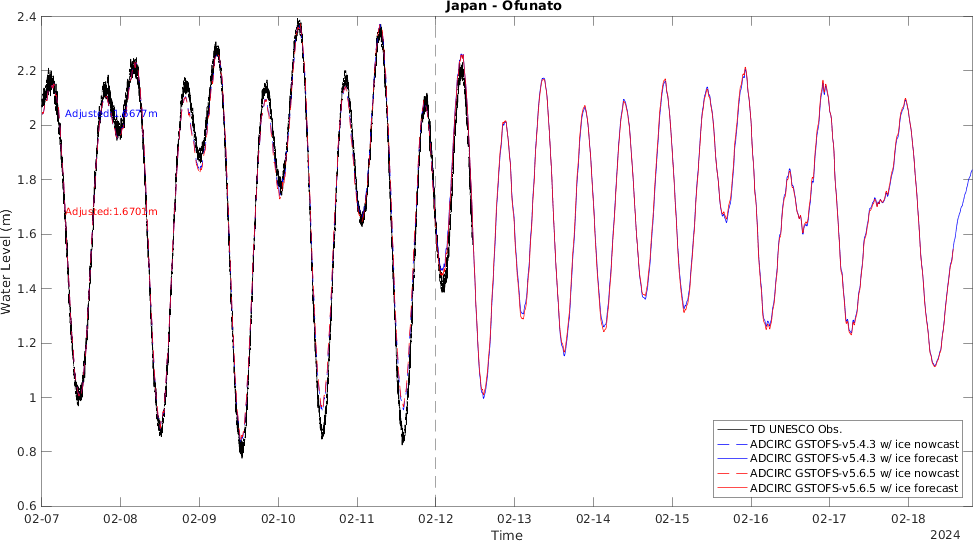 Japan - Ofunato
2.4
2.2
2
1.8
1.6
1.4
1.2
1
0.8
0.6
Water Level (m)
Adjusted:1.6677m
Adjusted:1.6701m
TD UNESCO Obs.
ADCIRC GSTOFS-v5.4.3 w/ ice nowcast
ADCIRC GSTOFS-v5.4.3 w/ ice forecast
ADCIRC GSTOFS-v5.6.5 w/ ice nowcast
ADCIRC GSTOFS-v5.6.5 w/ ice forecast
02-07 02-08 02-09 02-10 02-11 02-12 02-13 02-14 02-15 02-16 02-17 02-18
Time
2024